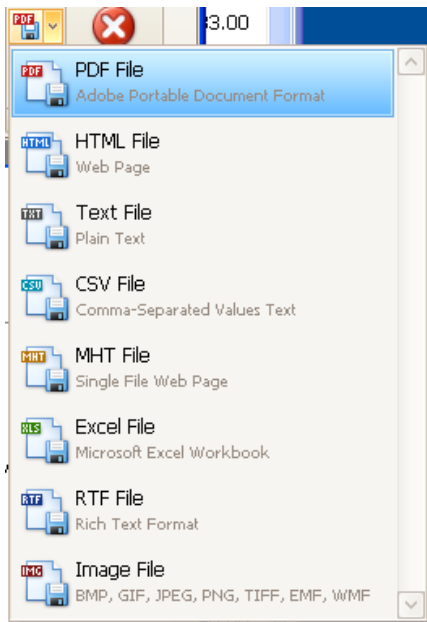 PDF
33.00
PDF
PDF File
Adobe Portable Document Format
HTML
HTML File
Web Page
TXT
Text File
Plain Text
CSV
CSV File
Comma-Separated Values Text
MHT
MHT File
Single File Web Page
XLS
Excel File
Microsoft Excel Workbook
RTF
RTF File
Rich Text Format
IMG
Image File
BMP, GIF, JPEG, PNG, TIFF, EMF, WMF